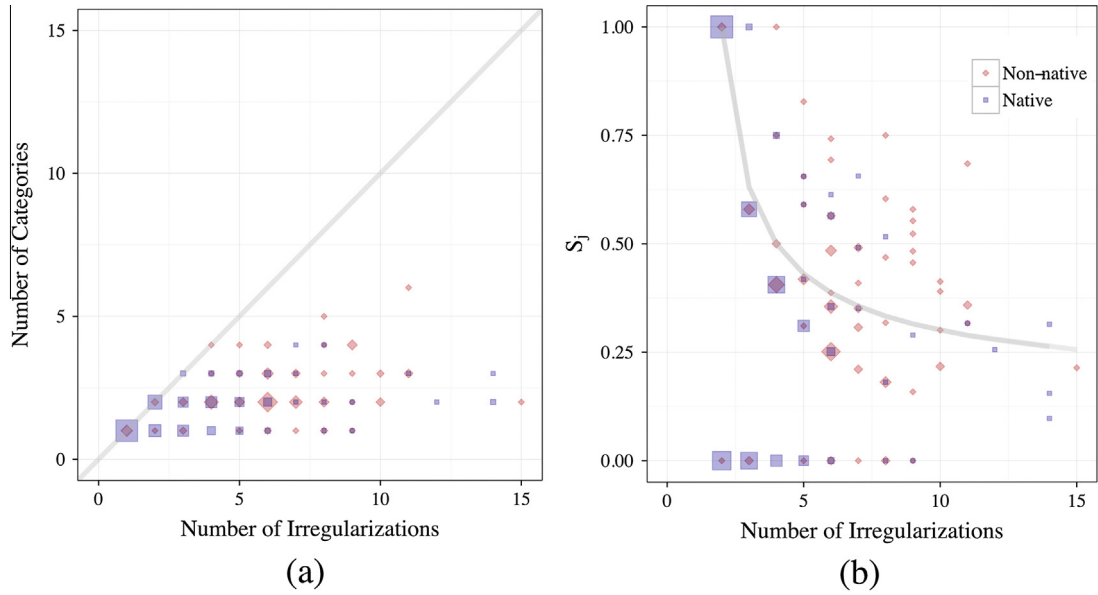 15
10
5
0
Number of Categories
0
5
10
15
Number of Irregularizations
(a)
1.00
0.75
0.50
0.25
0.00
Sj
Non-native
Native
0
5
10
15
Number of Irregularizations
(b)